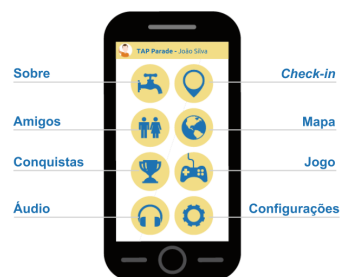 TAP Parade - João Silva
Sobre
Check-in
Amigos
Mapa
Conquistas
Jogo
Áudio
Configurações